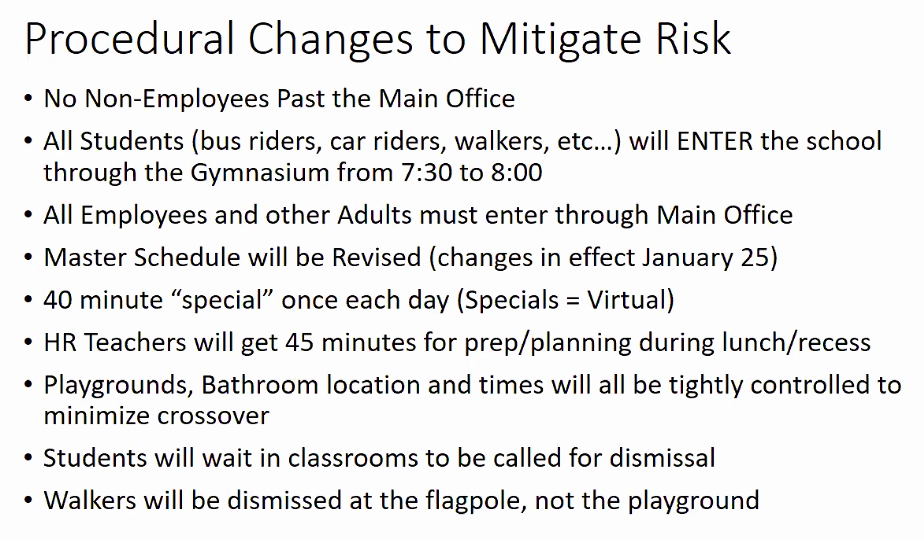 Procedural Changes to Mitigate Risk
• No Non-Employees Past the Main Office
• All Students (bus riders, car riders, walkers, etc...) will ENTER the school
through the Gymnasium from 7:30 to 8:00
• All Employees and other Adults must enter through Main Office
• Master Schedule will be Revised (changes in effect January 25)
• 40 minute “special” once each day (Specials = Virtual)
• HR Teachers will get 45 minutes for prep/planning during lunch/recess
• Playgrounds, Bathroom location and times will all be tightly controlled to
minimize crossover
• Students will wait in classrooms to be called for dismissal
• Walkers will be dismissed at the flagpole, not the playground